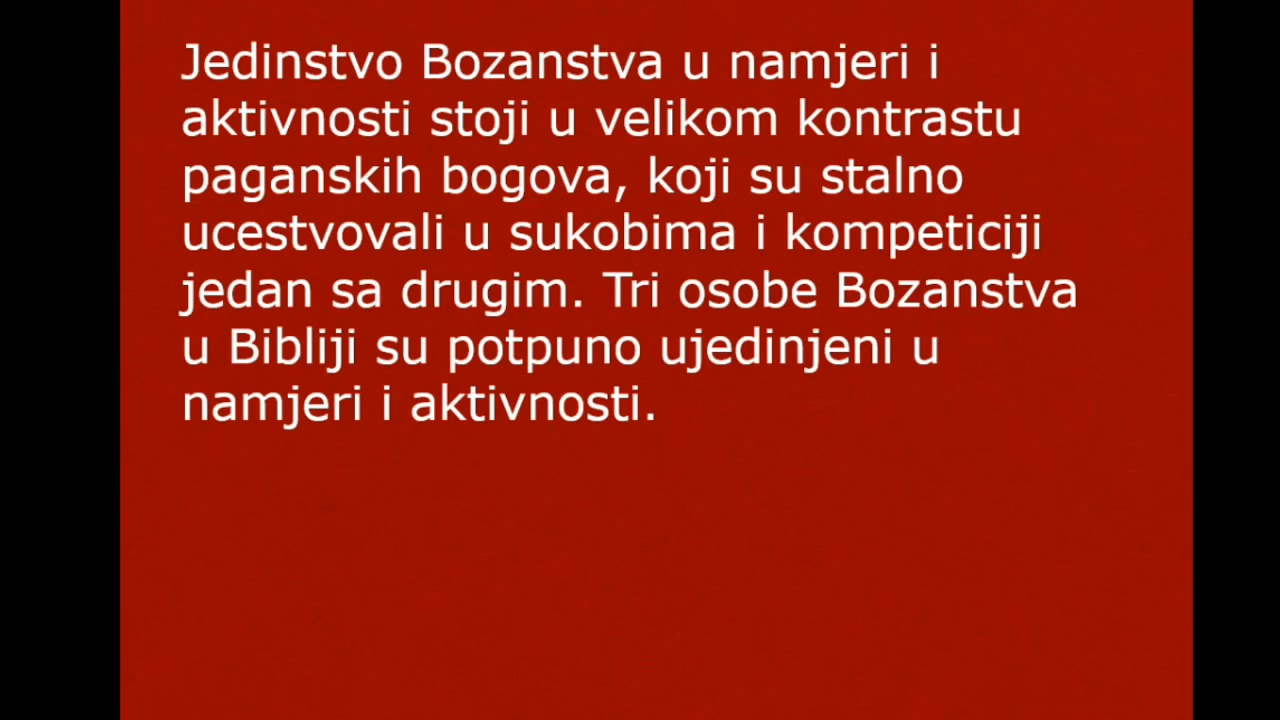 Jedinstvo Bozanstva u namjeri i
aktivnosti stoji u velikom kontrastu
paganskih bogova, koji su stalno
ucestvovali u sukobima i kompeticiji
jedan sa drugim. Tri osobe Bozanstva
u Bibliji su potpuno ujedinjeni u
namjeri i aktivnosti.